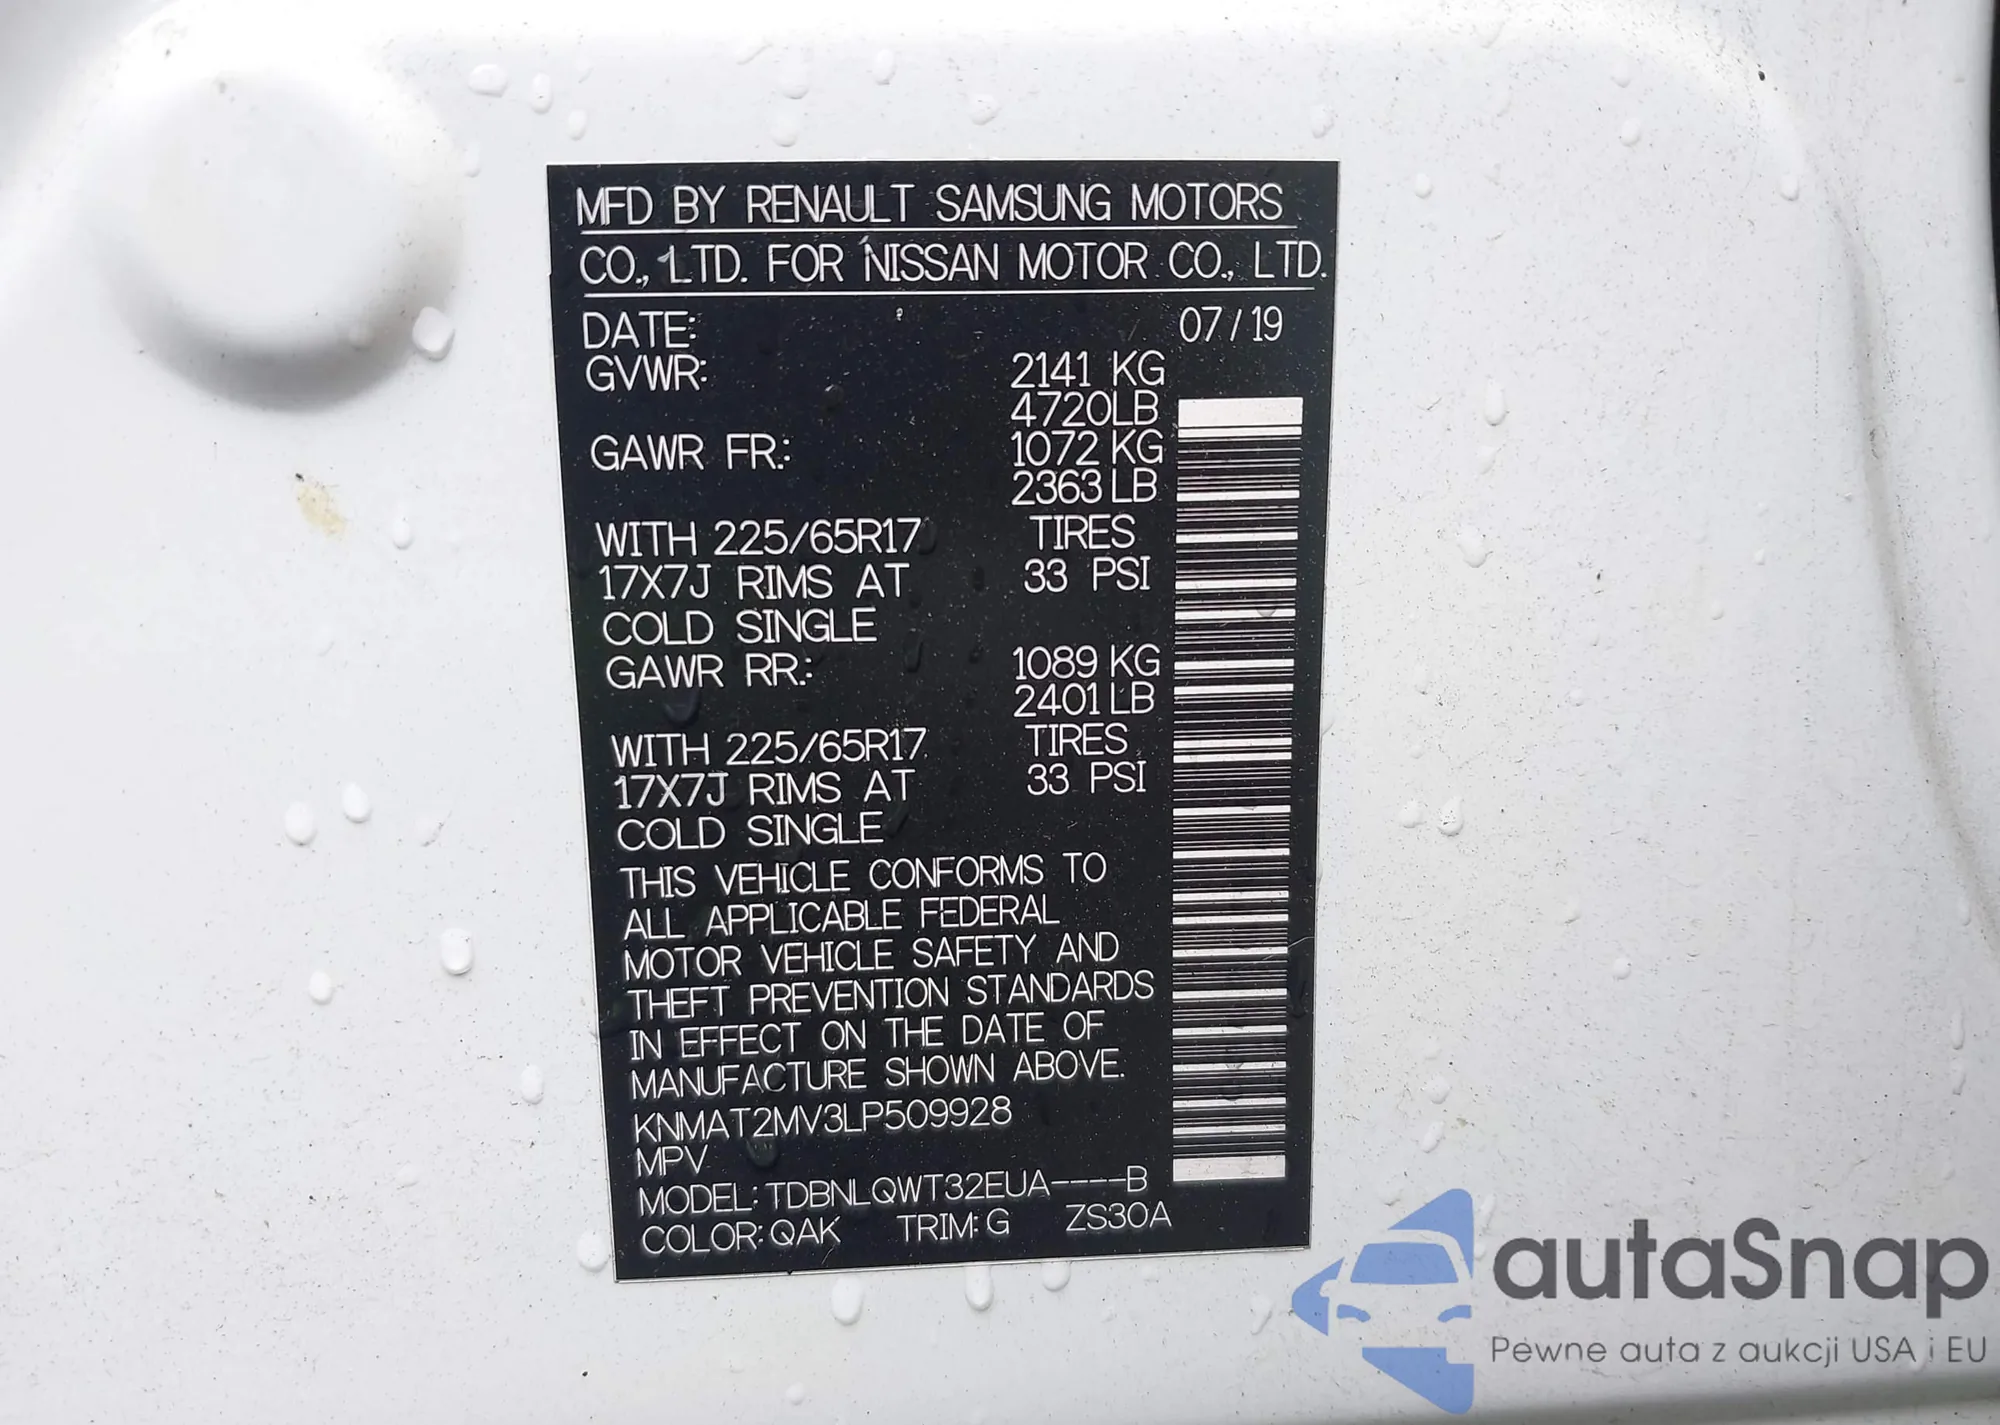 MFD BY RENAULT SAMSUNG MOTORS
CO., LTD. FOR NISSAN MOTOR CO., LTD.
DATE: 07/19
GVWR: 2141 KG
4720LB
GAWR FR.: 1072 KG
2363 LB
WITH 225/65R17 TIRES
17X7J RIMS AT 33 PSI
COLD SINGLE
GAWR RR.: 1089 KG
2401 LB
WITH 225/65R17 TIRES
17X7J RIMS AT 33 PSI
COLD SINGLE
THIS VEHICLE CONFORMS TO
ALL APPLICABLE FEDERAL
MOTOR VEHICLE SAFETY AND
THEFT PREVENTION STANDARDS
IN EFFECT ON THE DATE OF
MANUFACTURE SHOWN ABOVE.
KNMAT2MV3LP509928
MPV
MODEL: TDBNLQWT32EUA----B
COLOR: QAK TRIM: G ZS30A
autaSnap
Pewne auta z aukcji USA i EU